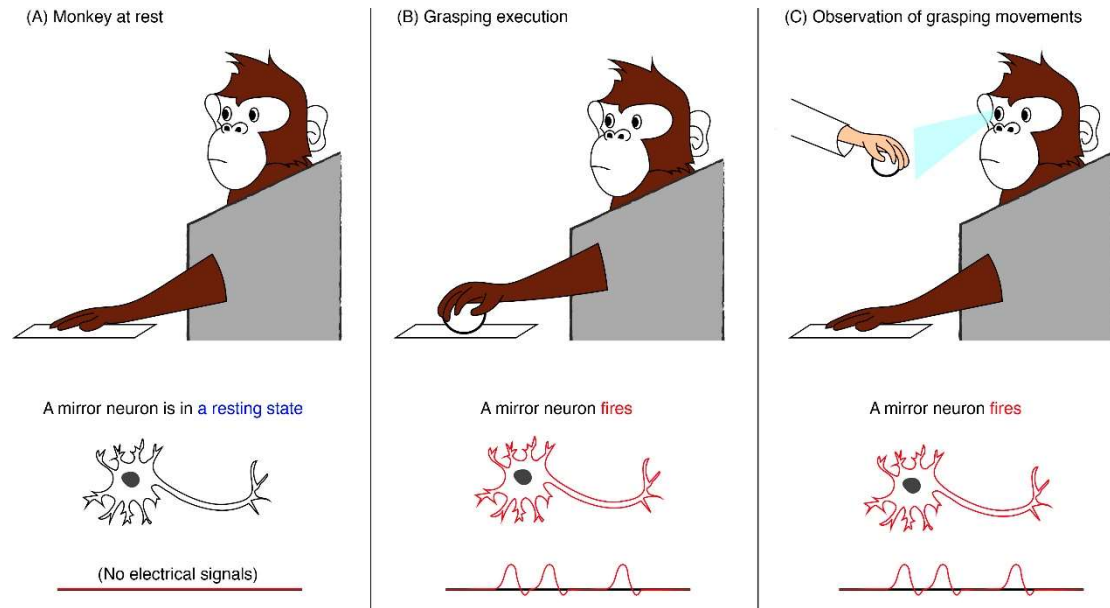 (A) Monkey at rest
(B) Grasping execution
(C) Observation of grasping movements
A mirror neuron is in a resting state
A mirror neuron fires
A mirror neuron fires
(No electrical signals)